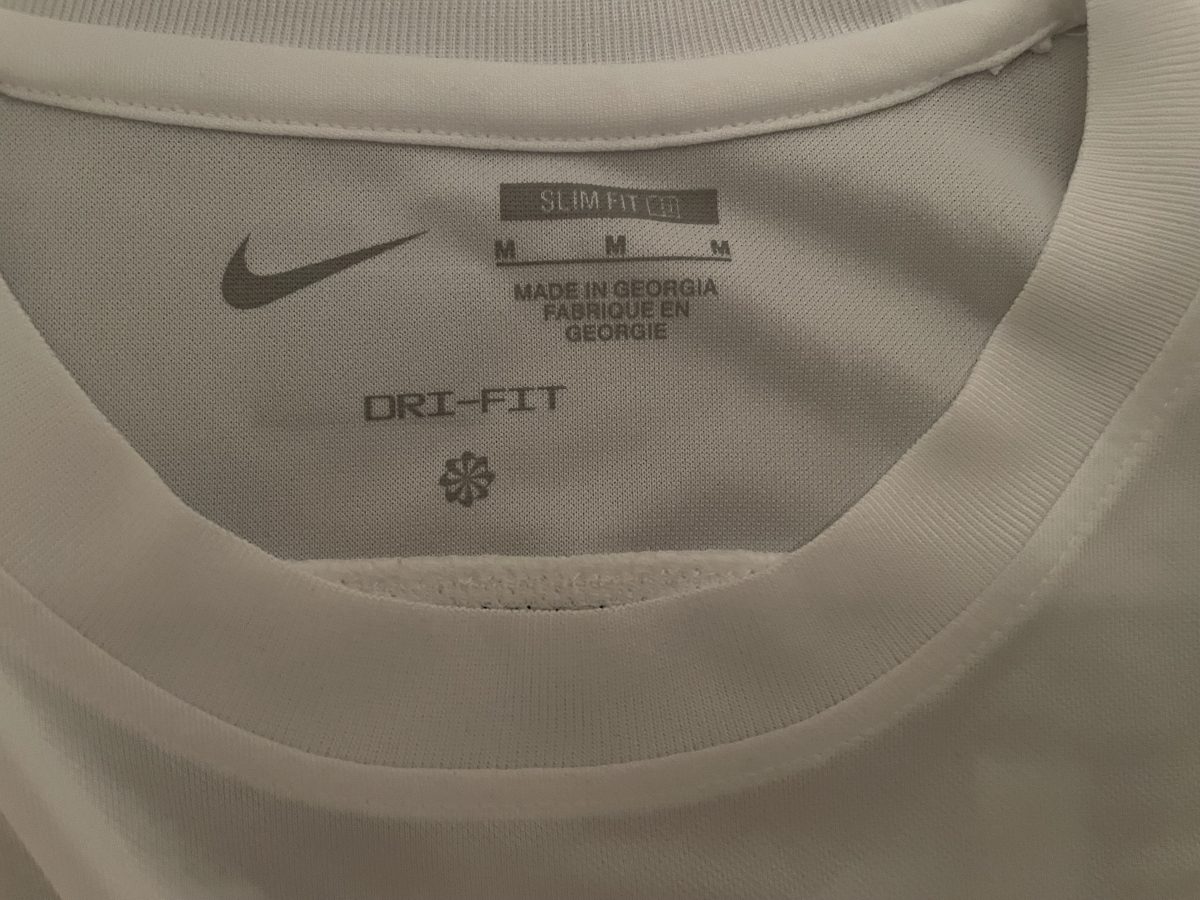 SLIM FIT
M M M
MADE IN GEORGIA
FABRIQUE EN
GEORGIE
DRI-FIT